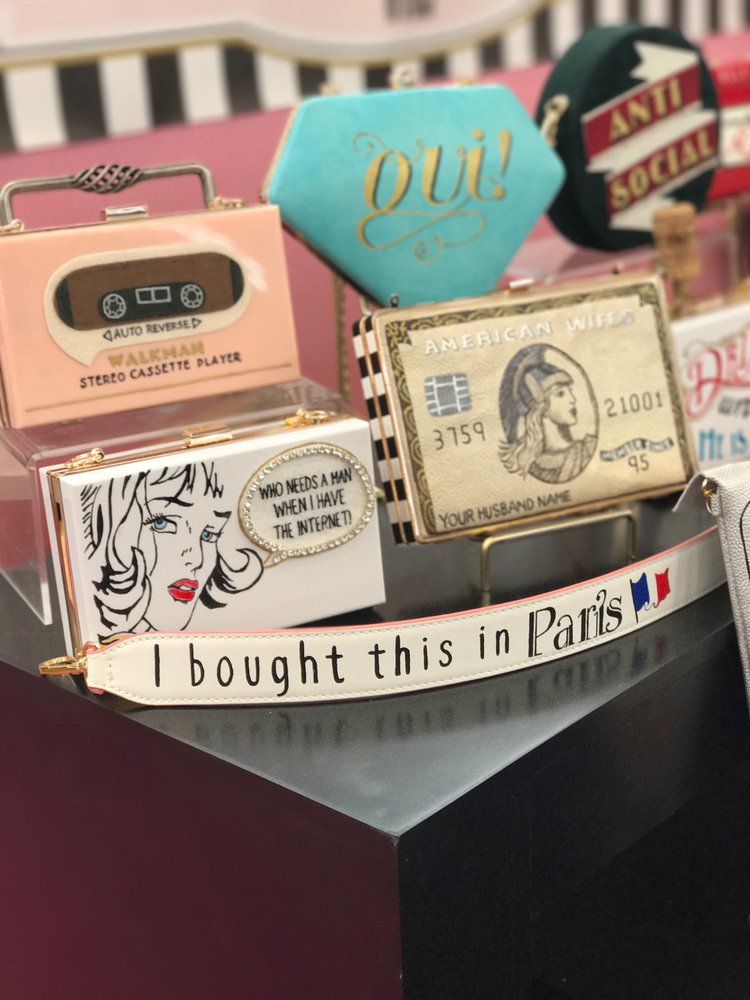 oui!
ANTI
SOCIAL
◁AUTO REVERSE▷
WALKMAN
STEREO CASSETTE PLAYER
AMERICAN WIFES
3759
21001
95
YOUR HUSBAND NAME
WHO NEEDS A MAN
WHEN I HAVE
THE INTERNET!
I bought this in Paris